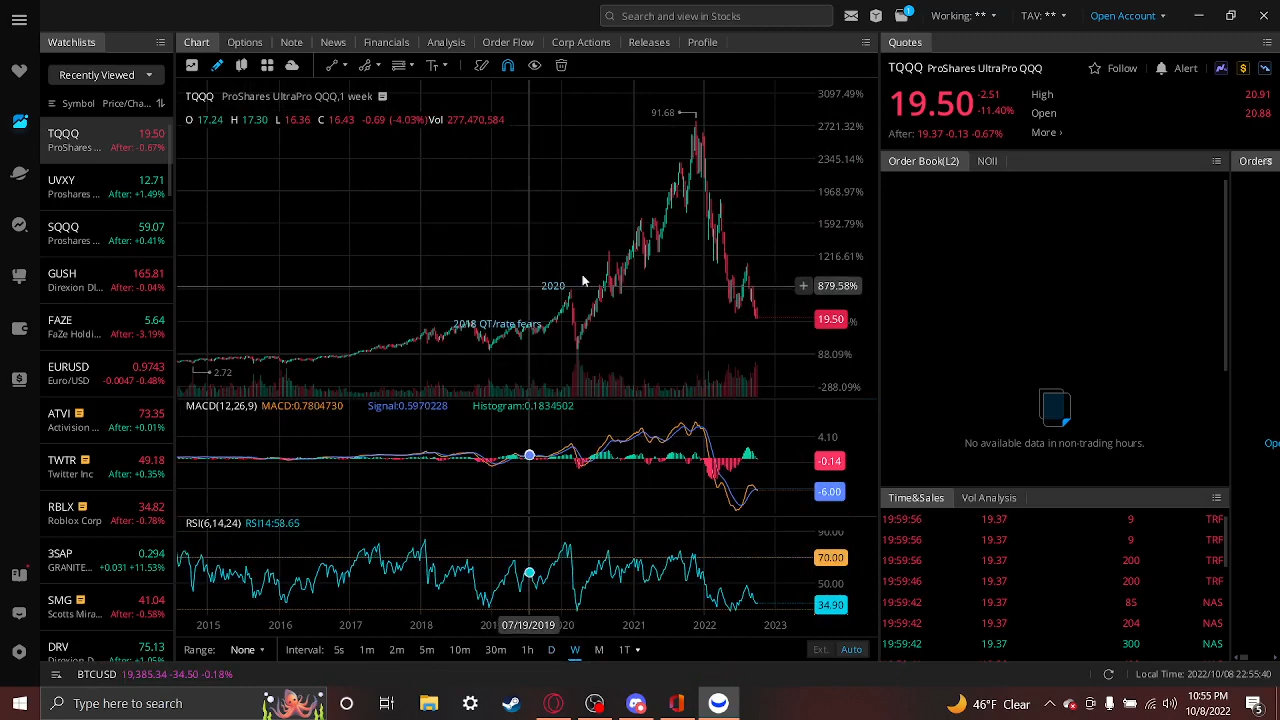 Search and view in Stocks
1
Working: ** TAV: ** Open Account
Watchlists
Chart Options Note News Financials Analysis Order Flow Corp Actions Releases Profile
Quotes
Recently Viewed
Symbol Price/Cha...
TQQQ 19.50
ProShares ... After: -0.67%
UVXY 12.71
Proshares ... After: +1.49%
SQQQ 59.07
Proshares ... After: +0.41%
GUSH 165.81
Direxion DI... After: -0.04%
FAZE 5.64
FaZe Holdi... After: -3.19%
EURUSD 0.9743
Euro/USD -0.0047 -0.48%
ATVI 73.35
Activision ... After: +0.01%
TWTR 49.18
Twitter Inc After: +0.35%
RBLX 34.82
Roblox Corp After: -0.78%
3SAP 0.294
GRANITE... +0.031 +11.53%
SMG 41.04
Scotts Mira... After: -0.58%
DRV 75.13
TQQQ ProShares UltraPro QQQ,1 week
O 17.24 H 17.30 L 16.36 C 16.43 -0.69 (-4.03%) Vol 277,470,584
91.68
2020
2018 QT/rate fears
2.72
3097.49%
2721.32%
2345.14%
1968.97%
1592.79%
1216.61%
879.58%
19.50
88.09%
-288.09%
MACD(12,26,9) MACD:0.7804730 Signal:0.5970228 Histogram:0.1834502
4.10
-0.14
-6.00
RSI(6,14,24) RSI14:58.65
90.00
70.00
50.00
34.90
2015 2016 2017 2018 07/19/2019 20 2021 2022 2023
Range: None Interval: 5s 1m 2m 5m 10m 30m 1h D W M 1T Ext. Auto
TQQQ ProShares UltraPro QQQ Follow Alert
19.50 -2.51 -11.40%
After: 19.37 -0.13 -0.67%
High 20.91
Open 20.88
More ›
Order Book(L2) NOII
Orders
No available data in non-trading hours.
Time&Sales Vol Analysis
19:59:56 19.37 9 TRF
19:59:56 19.37 9 TRF
19:59:56 19.37 200 TRF
19:59:46 19.37 200 TRF
19:59:42 19.37 85 NAS
19:59:42 19.37 204 NAS
19:59:42 19.37 300 NAS
BTCUSD 19,385.34 -34.50 -0.18%
Local Time: 2022/10/08 22:55:40
Type here to search
46°F Clear
10:55 PM
10/8/2022